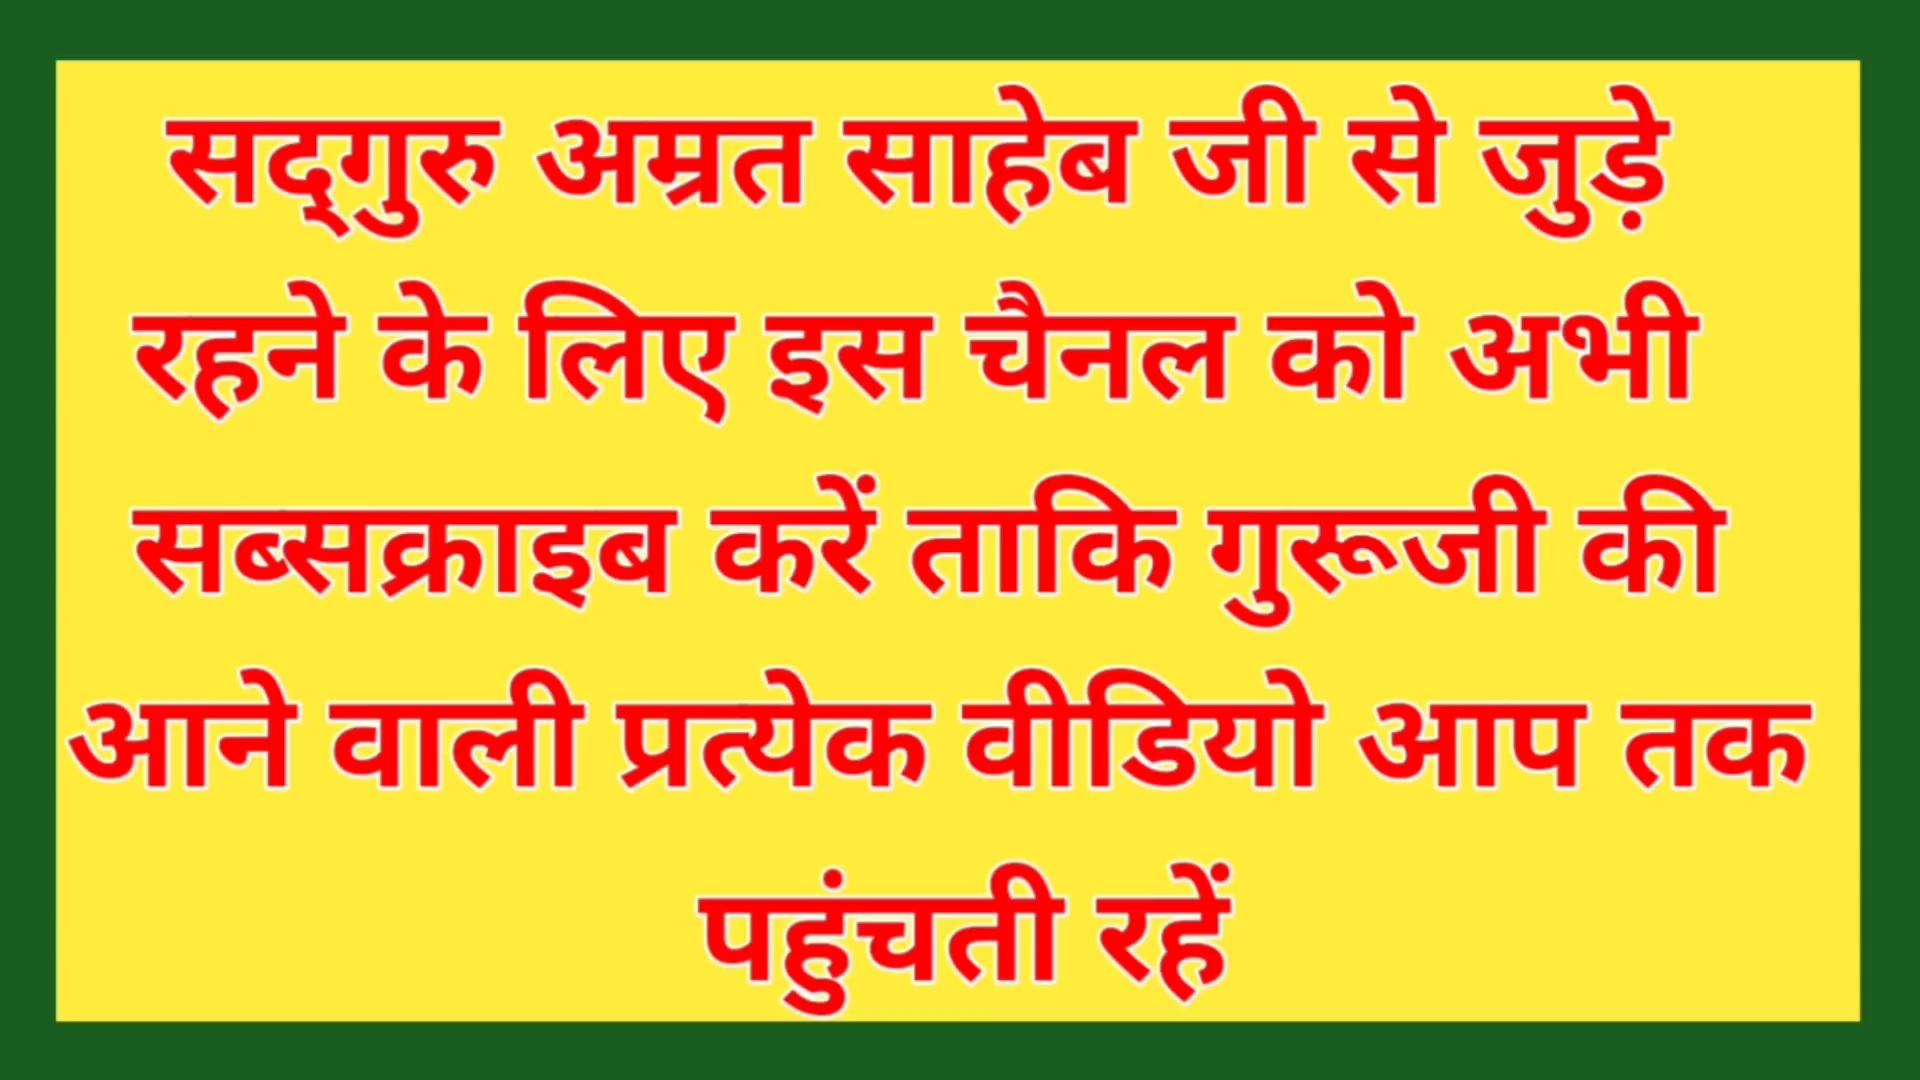 सद्‌गुरु अम्रत साहेब जी से जुड़े
रहने के लिए इस चैनल को अभी
सब्सक्राइब करें ताकि गुरूजी की
आने वाली प्रत्येक वीडियो आप तक
पहुंचती रहें